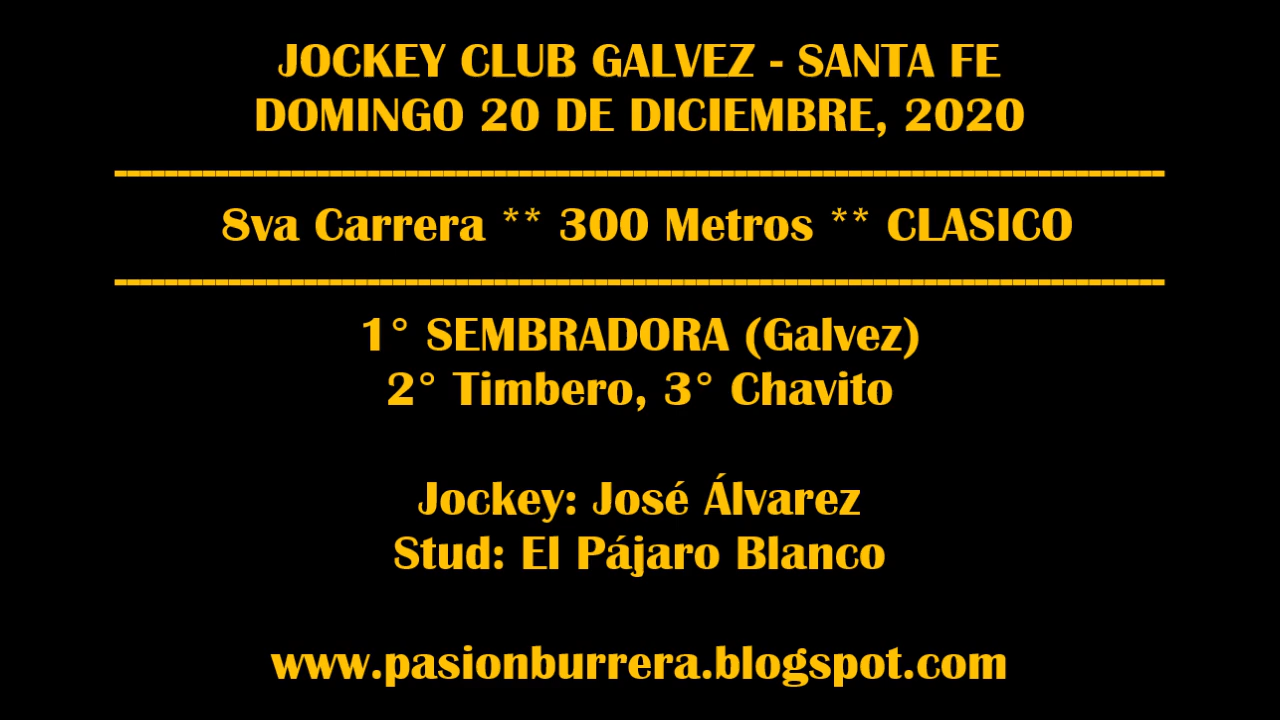 JOCKEY CLUB GALVEZ - SANTA FE
DOMINGO 20 DE DICIEMBRE, 2020
--------------------------------------------------------------------------------
8va Carrera ** 300 Metros ** CLASICO
--------------------------------------------------------------------------------
1° SEMBRADORA (Galvez)
2° Timbero, 3° Chavito
Jockey: José Álvarez
Stud: El Pájaro Blanco
www.pasionburrera.blogspot.com